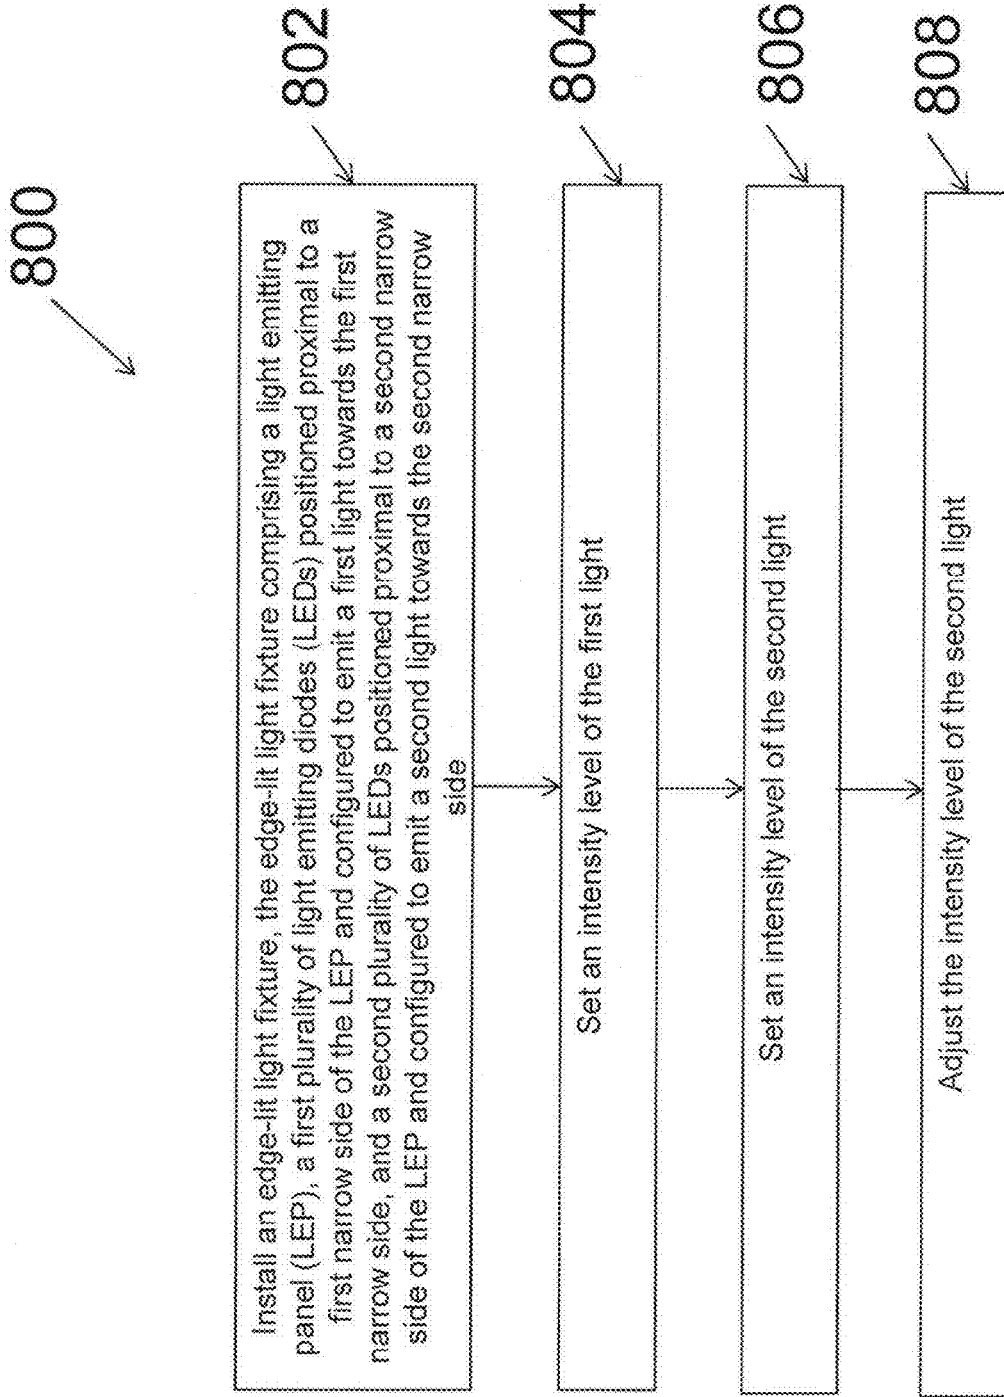 800
Install an edge-lit light fixture, the edge-lit light fixture comprising a light emitting
panel (LEP), a first plurality of light emitting diodes (LEDs) positioned proximal to a
first narrow side of the LEP and configured to emit a first light towards the first
narrow side, and a second plurality of LEDs positioned proximal to a second narrow
side of the LEP and configured to emit a second light towards the second narrow
side
802
Set an intensity level of the first light
804
Set an intensity level of the second light
806
Adjust the intensity level of the second light
808